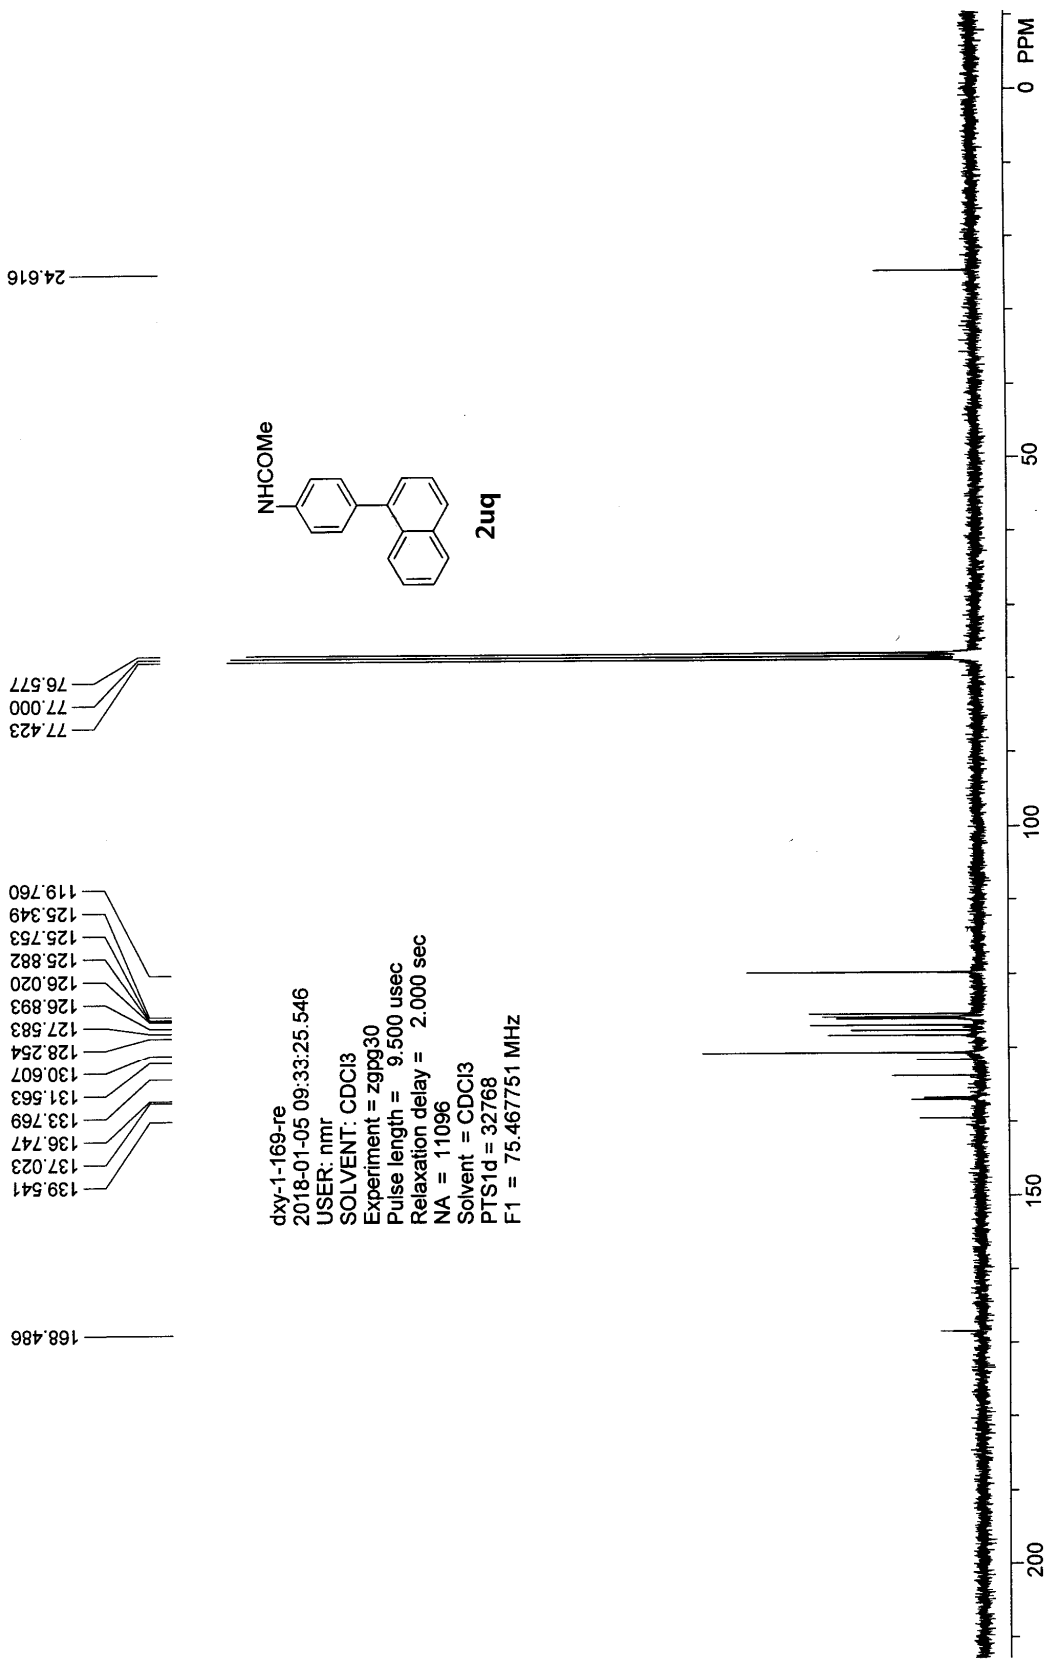 168.486
139.541
137.023
136.747
133.769
131.563
130.607
128.254
127.583
126.893
126.020
125.882
125.753
125.349
119.760
77.423
77.000
76.577
24.616
dxy-1-169-re
2018-01-05 09:33:25.546
USER: nmr
SOLVENT: CDCl3
Experiment = zgpg30
Pulse length = 9.500 usec
Relaxation delay = 2.000 sec
NA = 11096
Solvent = CDCl3
PTS1d = 32768
F1 = 75.467751 MHz
NHCOMe
2uq
200 150 100 50 0 PPM